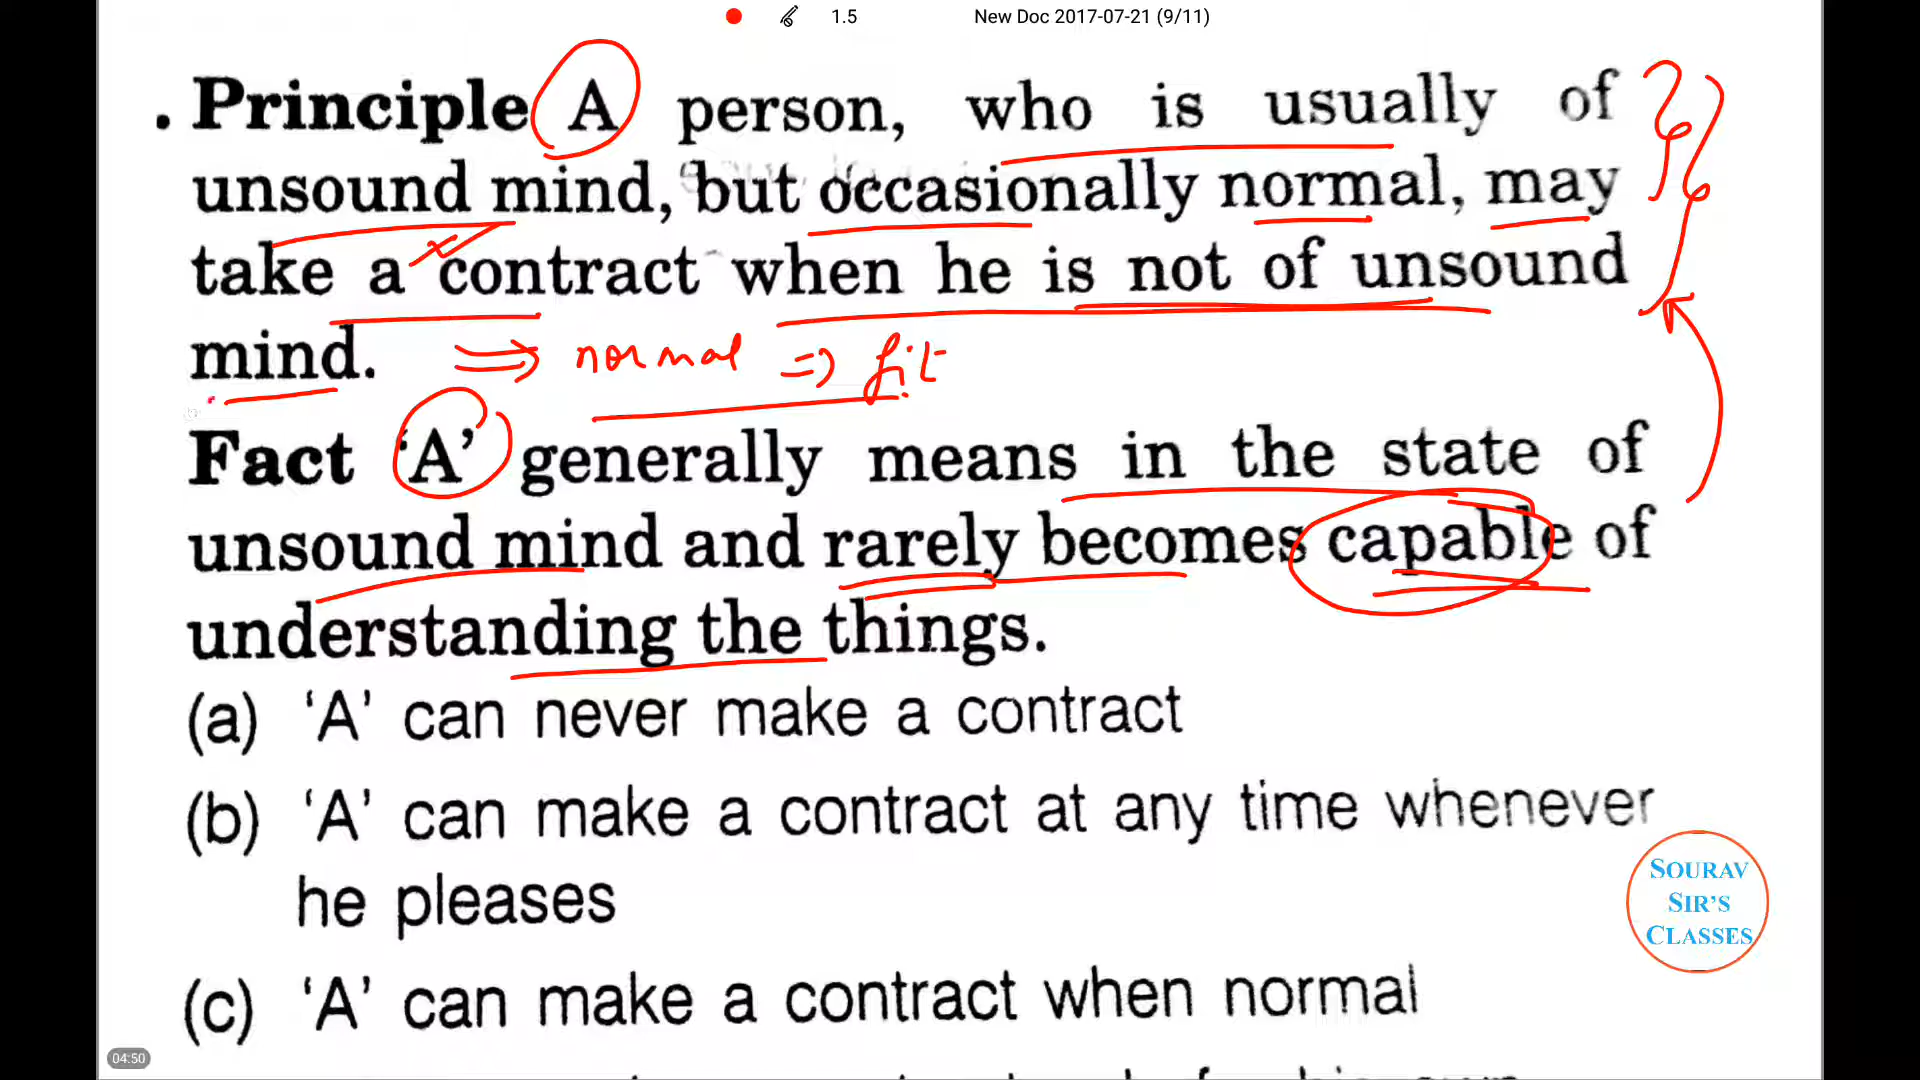 1.5 New Doc 2017-07-21 (9/11)
. Principle A person, who is usually of
unsound mind, but occasionally normal, may
take a contract when he is not of unsound
mind. ⇒ normal ⇒ fit
Fact 'A' generally means in the state of
unsound mind and rarely becomes capable of
understanding the things.
(a) 'A' can never make a contract
(b) 'A' can make a contract at any time whenever
he pleases
(c) 'A' can make a contract when normal
SOURAV
SIR'S
CLASSES
04:50